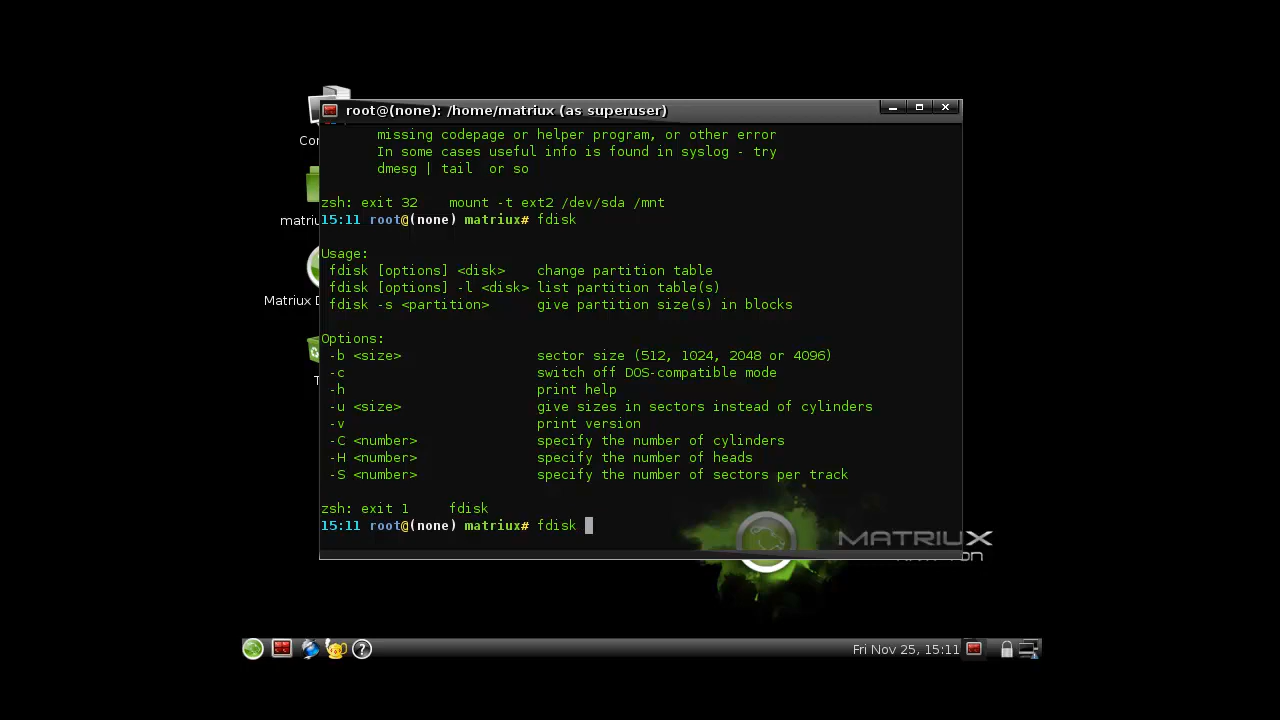 root@(none): /home/matriux (as superuser)
missing codepage or helper program, or other error
In some cases useful info is found in syslog - try
dmesg | tail  or so
zsh: exit 32    mount -t ext2 /dev/sda /mnt
15:11 root@(none) matriux# fdisk
Usage:
 fdisk [options] <disk>    change partition table
 fdisk [options] -l <disk> list partition table(s)
 fdisk -s <partition>      give partition size(s) in blocks
Options:
 -b <size>                 sector size (512, 1024, 2048 or 4096)
 -c                        switch off DOS-compatible mode
 -h                        print help
 -u <size>                 give sizes in sectors instead of cylinders
 -v                        print version
 -C <number>               specify the number of cylinders
 -H <number>               specify the number of heads
 -S <number>               specify the number of sectors per track
zsh: exit 1     fdisk
15:11 root@(none) matriux# fdisk
Co
matriu
Matriux D
T
MATRIUX
Fri Nov 25, 15:11